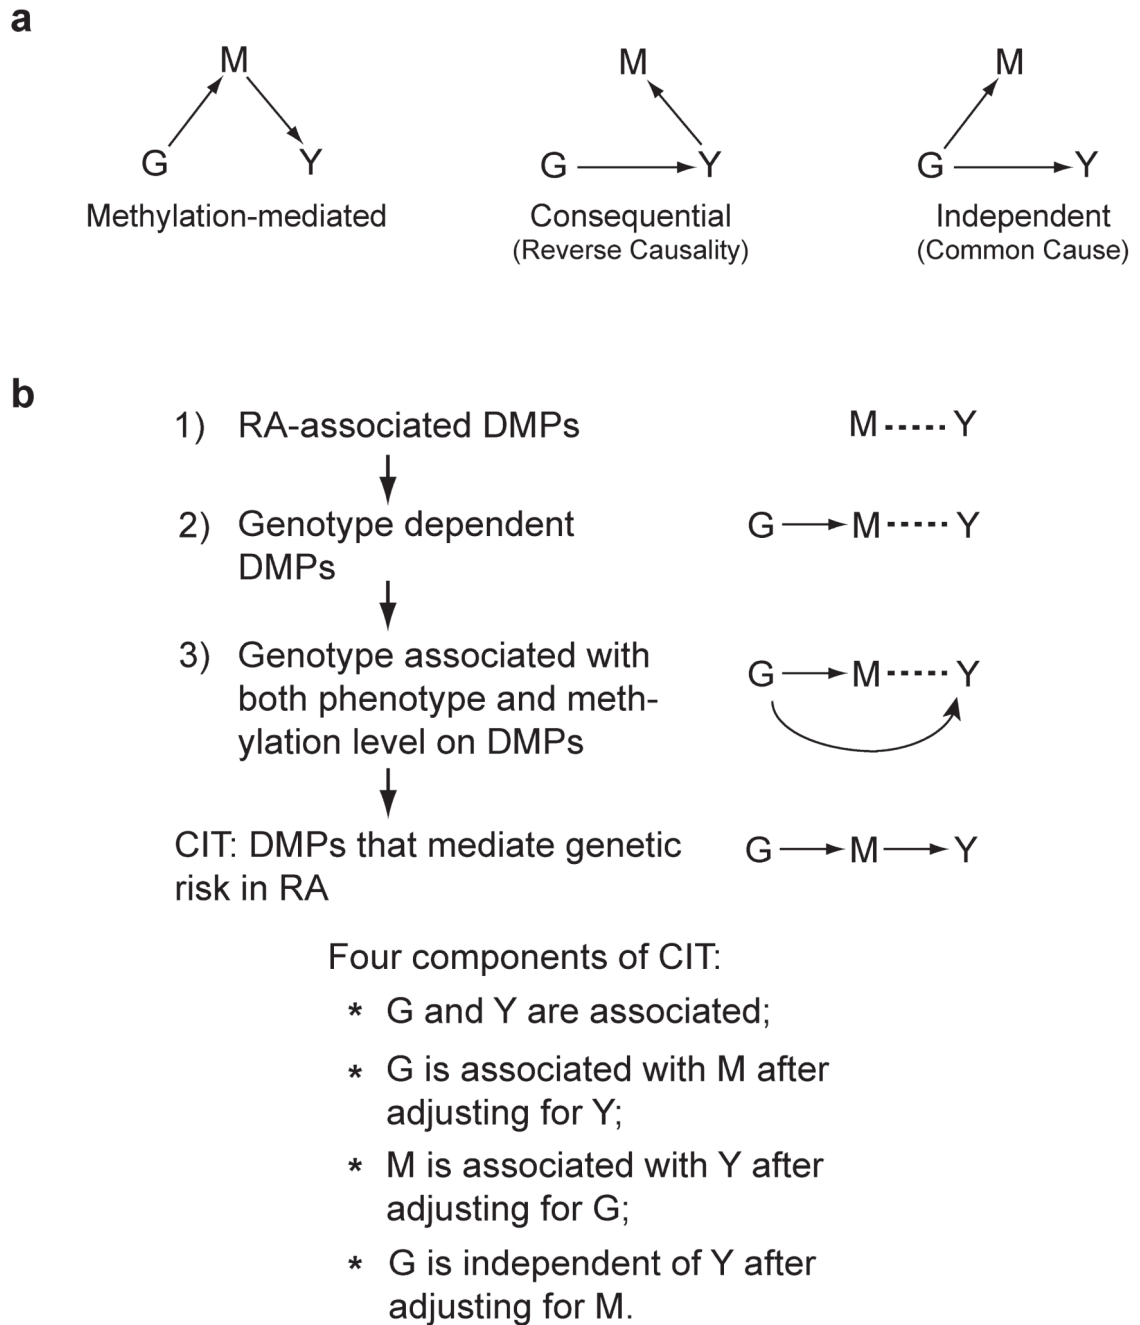 a
M
G
Y
Methylation-mediated
M
G
Y
Consequential
(Reverse Causality)
M
G
Y
Independent
(Common Cause)
b
1) RA-associated DMPs
M-----Y
2) Genotype dependent
DMPs
G M-----Y
3) Genotype associated with
both phenotype and meth-
ylation level on DMPs
G M-----Y
CIT: DMPs that mediate genetic
risk in RA
G M Y
Four components of CIT:
* G and Y are associated;
* G is associated with M after
adjusting for Y;
* M is associated with Y after
adjusting for G;
* G is independent of Y after
adjusting for M.